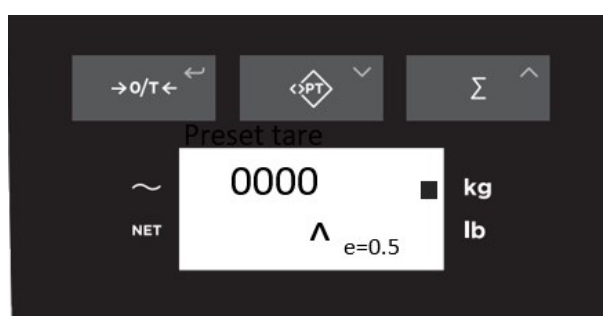 →0/T← <>PT Σ
Preset tare
0000 kg
NET ^ e=0.5 lb